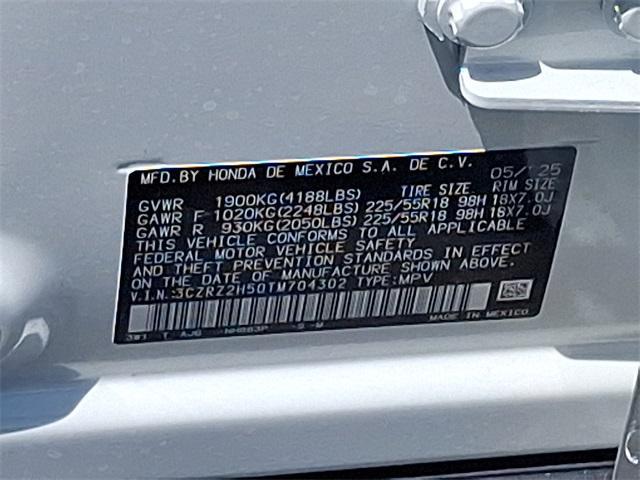 MFD.BY HONDA DE MEXICO S.A. DE C.V. 05/'25
GVWR 1900KG(4188LBS) TIRE SIZE RIM SIZE
GAWR F 1020KG(2248LBS) 225/55R18 98H 18X7.0J
GAWR R 930KG(2050LBS) 225/55R18 98H 18X7.0J
THIS VEHICLE CONFORMS TO ALL APPLICABLE
FEDERAL MOTOR VEHICLE SAFETY
AND THEFT PREVENTION STANDARDS IN EFFECT
ON THE DATE OF MANUFACTURE SHOWN ABOVE.
V.I.N.:3CZRZ2H50TM704302 TYPE:MPV
MADE IN MEXICO